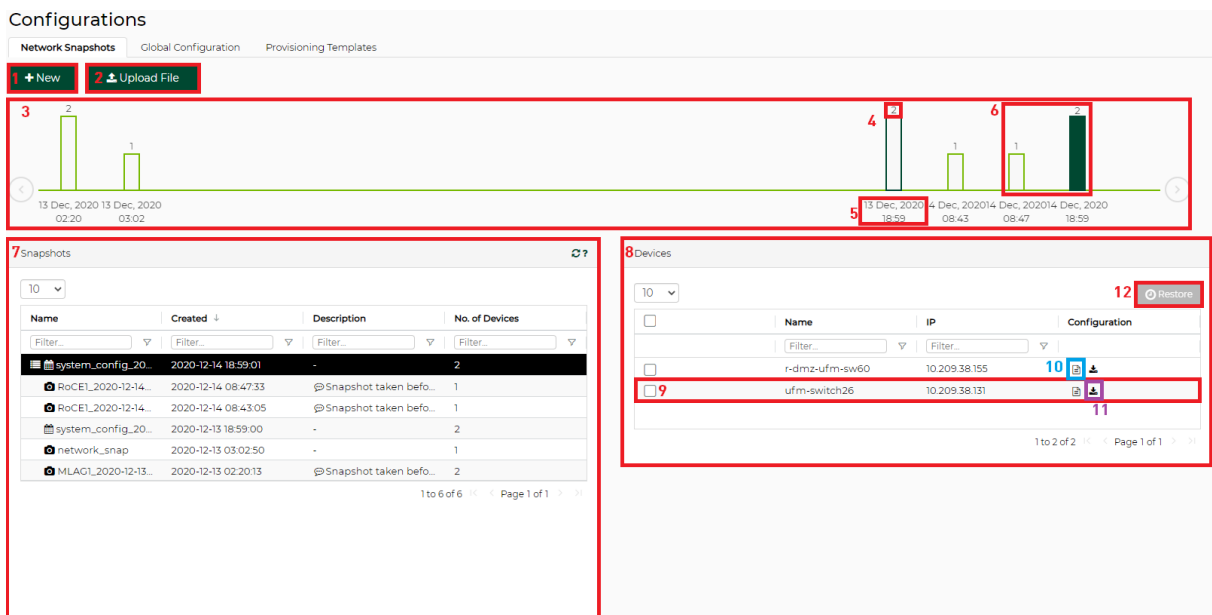 Configurations
Network Snapshots Global Configuration Provisioning Templates
1 + New 2 Upload File
3 2 1 4 2 1 6 1 2
13 Dec, 2020 13 Dec, 2020 13 Dec, 2020 4 Dec, 2020 14 Dec, 2020 14 Dec, 2020
02:20 03:02 5 18:59 08:43 08:47 18:59
7 Snapshots ?
10
Name Created ↓ Description No. of Devices
Filter... Filter... Filter... Filter...
system_config_20... 2020-12-14 18:59:01 - 2
RoCE1_2020-12-14... 2020-12-14 08:47:33 Snapshot taken befo... 1
RoCE1_2020-12-14... 2020-12-14 08:43:05 Snapshot taken befo... 1
system_config_20... 2020-12-13 18:59:00 - 2
network_snap 2020-12-13 03:02:50 - 1
MLAG1_2020-12-13... 2020-12-13 02:20:13 Snapshot taken befo... 2
1 to 6 of 6 Page 1 of 1
8 Devices
10 12 Restore
Name IP Configuration
Filter... Filter...
r-dmz-ufm-sw60 10.209.38.155 10
9 ufm-switch26 10.209.38.131
11
1 to 2 of 2 Page 1 of 1